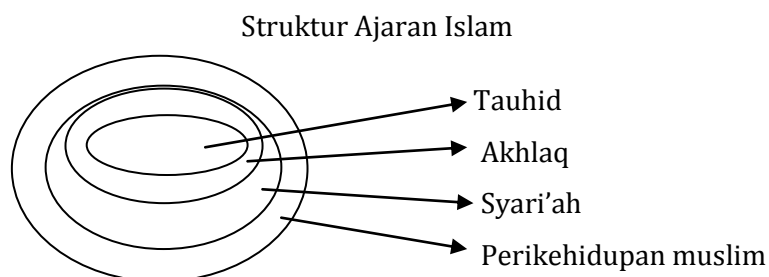 Struktur Ajaran Islam
Tauhid
Akhlaq
Syari’ah
Perikehidupan muslim